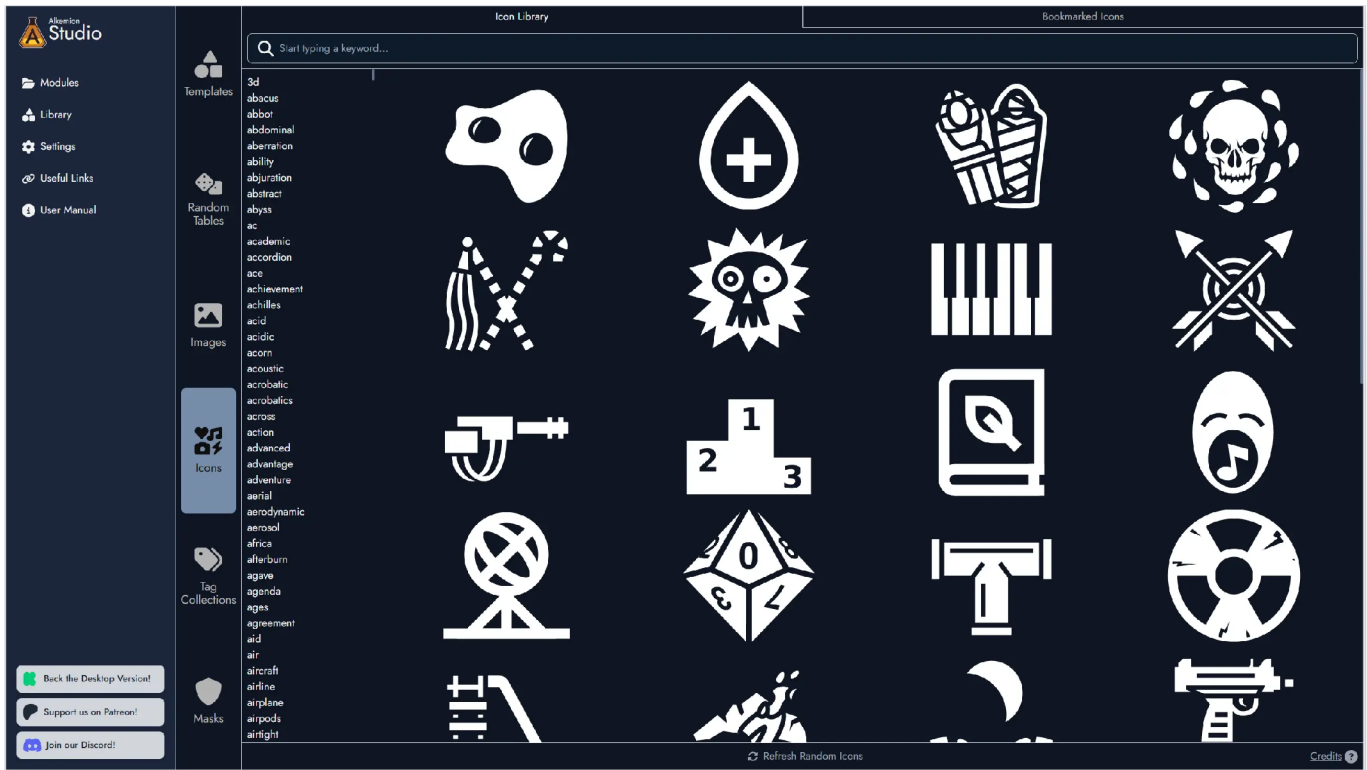 Alkemion
Studio
Modules
Library
Settings
Useful Links
User Manual
Back the Desktop Version!
Support us on Patreon!
Join our Discord!
Templates
Random
Tables
Images
Icons
Tag
Collections
Masks
Icon Library
Bookmarked Icons
Start typing a keyword...
3d
abacus
abbot
abdominal
aberration
ability
abjuration
abstract
abyss
ac
academic
accordion
ace
achievement
achilles
acid
acidic
acorn
acoustic
acrobatic
acrobatics
across
action
advanced
advantage
adventure
aerial
aerodynamic
aerosol
africa
afterburn
agave
agenda
ages
agreement
aid
air
aircraft
airline
airplane
airpods
airtight
1
2
3
0
8
3
7
Refresh Random Icons
Credits ?